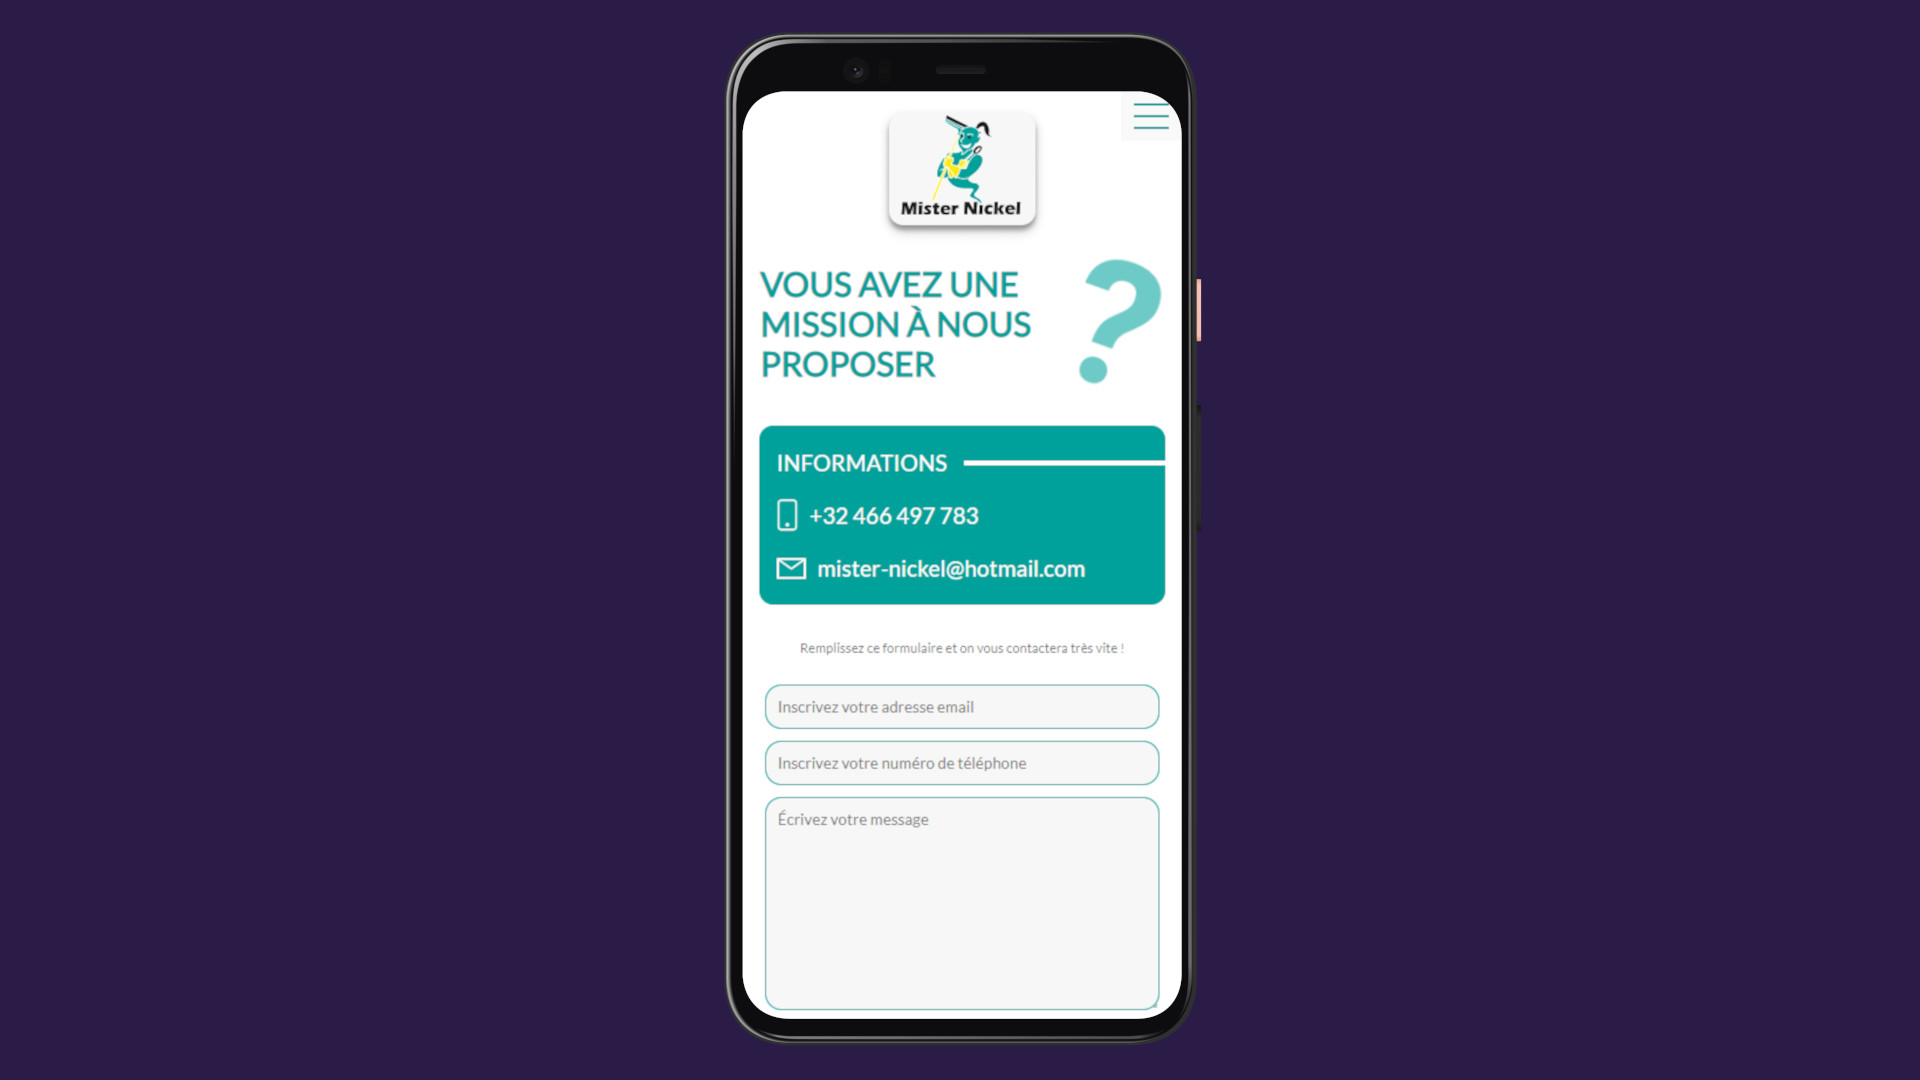 Mister Nickel
VOUS AVEZ UNE
MISSION À NOUS
PROPOSER
?
INFORMATIONS
+32 466 497 783
mister-nickel@hotmail.com
Remplissez ce formulaire et on vous contactera très vite !
Inscrivez votre adresse email
Inscrivez votre numéro de téléphone
Écrivez votre message